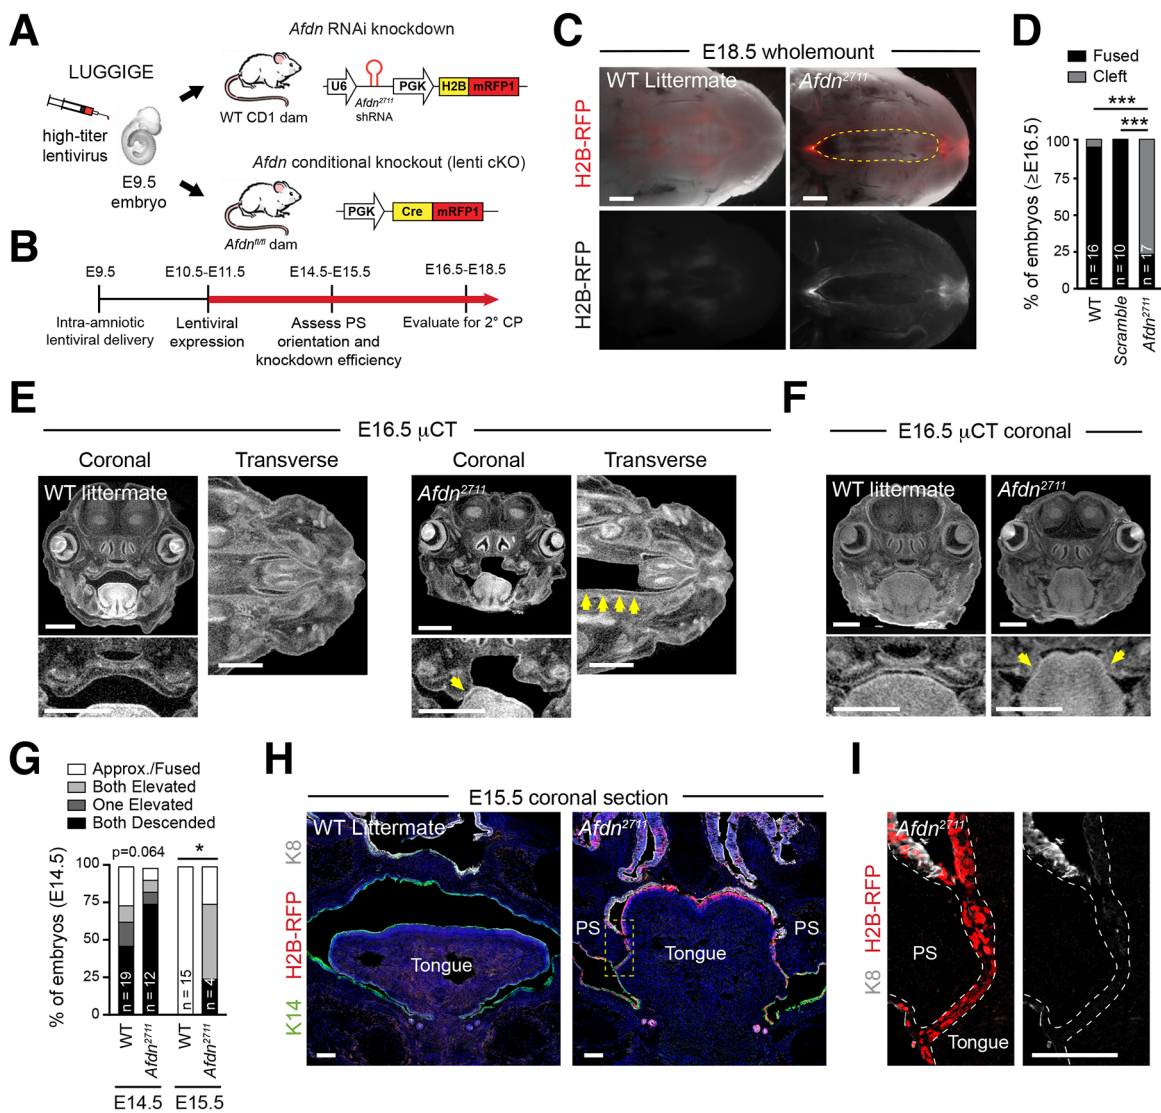 A
Afdn RNAi knockdown
LUGGIGE
high-titer
lentivirus
E9.5
embryo
WT CD1 dam
U6
Afdn2711
shRNA
PGK
H2B
mRFP1
Afdn conditional knockout (lenti cKO)
Afdnfl/fl dam
PGK
Cre
mRFP1
B
E9.5
E10.5-E11.5
E14.5-E15.5
E16.5-E18.5
Intra-amniotic
lentiviral delivery
Lentiviral
expression
Assess PS
orientation and
knockdown efficiency
Evaluate for 2° CP
C
E18.5 wholemount
WT Littermate
Afdn2711
H2B-RFP
H2B-RFP
D
Fused
Cleft
***
***
% of embryos (≥E16.5)
100
75
50
25
0
n = 16
n = 10
n = 17
WT
Scramble
Afdn2711
E
E16.5 µCT
Coronal
Transverse
Coronal
Transverse
WT littermate
Afdn2711
F
E16.5 µCT coronal
WT littermate
Afdn2711
G
Approx./Fused
Both Elevated
One Elevated
Both Descended
p=0.064
*
% of embryos (E14.5)
100
75
50
25
0
n = 19
n = 12
n = 15
n = 4
WT
Afdn2711
WT
Afdn2711
E14.5
E15.5
H
E15.5 coronal section
WT Littermate
Afdn2711
K14 H2B-RFP K8
Tongue
PS
PS
Tongue
I
Afdn2711
K8 H2B-RFP
PS
Tongue